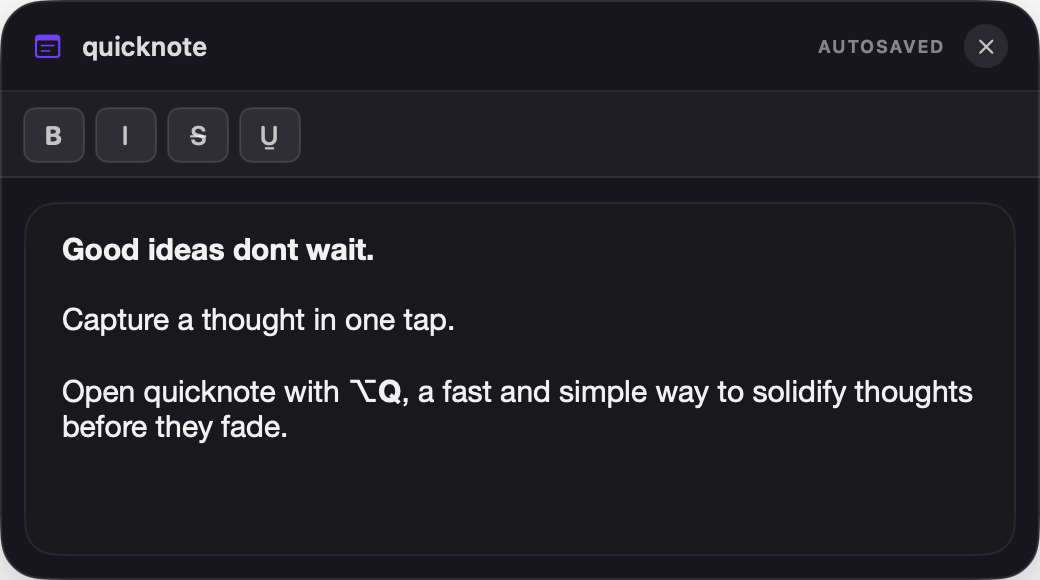 quicknote
AUTOSAVED
B I S U
Good ideas dont wait.
Capture a thought in one tap.
Open quicknote with ⌥Q, a fast and simple way to solidify thoughts
before they fade.